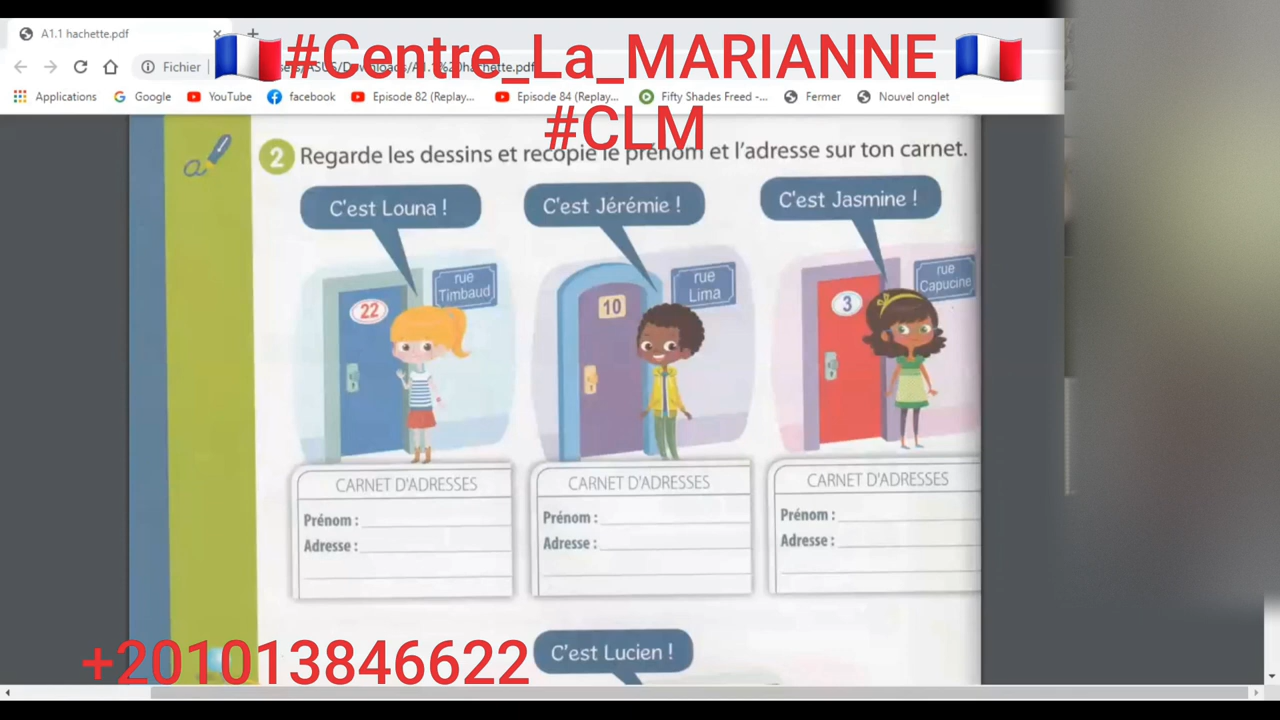 A1.1 hachette.pdf
🇫🇷#Centre_La_MARIANNE 🇫🇷
#CLM
Fichier
Applications Google YouTube facebook Episode 82 (Replay... Episode 84 (Replay... Fifty Shades Freed -... Fermer Nouvel onglet
2 Regarde les dessins et recopie le prénom et l'adresse sur ton carnet.
C'est Louna !
C'est Jérémie !
C'est Jasmine !
rue
Timbaud
22
rue
Lima
10
rue
Capucine
3
CARNET D'ADRESSES
Prénom :
Adresse :
CARNET D'ADRESSES
Prénom :
Adresse :
CARNET D'ADRESSES
Prénom :
Adresse :
C'est Lucien !
+201013846622